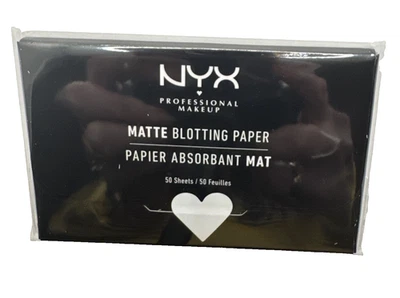 NYX
PROFESSIONAL
MAKEUP
MATTE BLOTTING PAPER
PAPIER ABSORBANT MAT
50 Sheets / 50 Feuilles